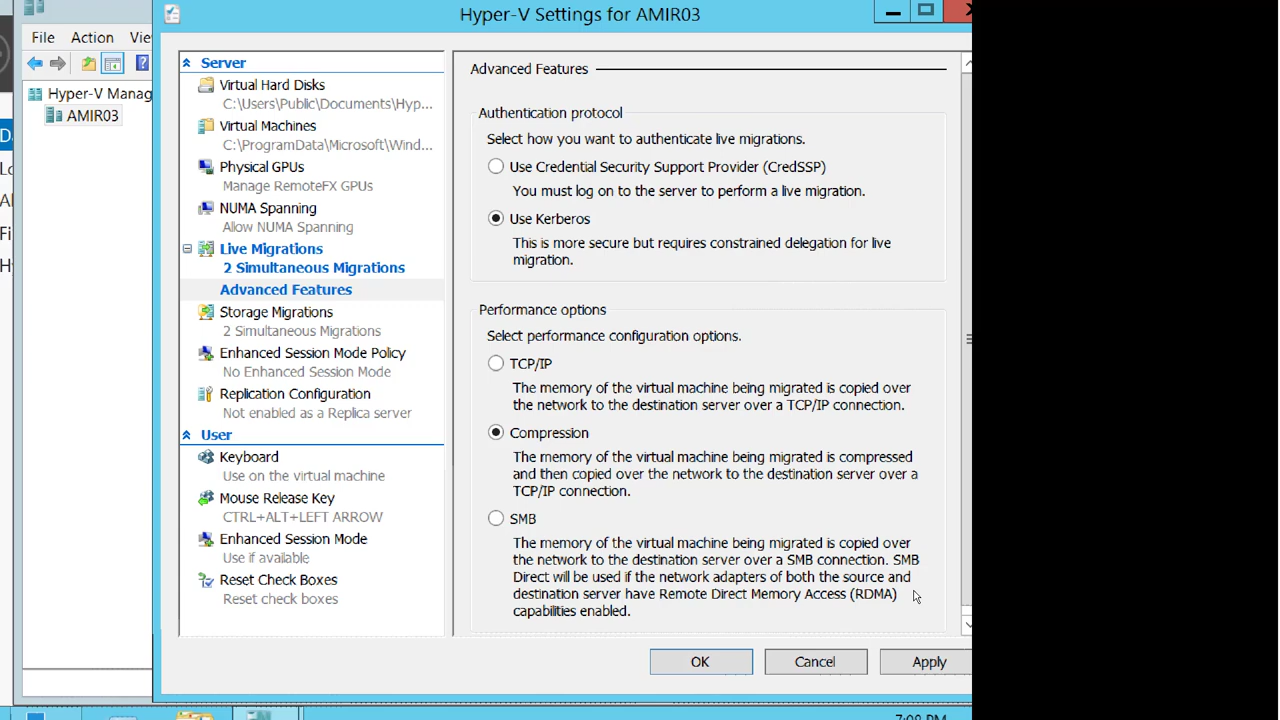 Hyper-V Settings for AMIR03
File Action
Hyper-V Manag
AMIR03
Server
Virtual Hard Disks
C:\Users\Public\Documents\Hyp...
Virtual Machines
C:\ProgramData\Microsoft\Wind...
Physical GPUs
Manage RemoteFX GPUs
NUMA Spanning
Allow NUMA Spanning
Live Migrations
2 Simultaneous Migrations
Advanced Features
Storage Migrations
2 Simultaneous Migrations
Enhanced Session Mode Policy
No Enhanced Session Mode
Replication Configuration
Not enabled as a Replica server
User
Keyboard
Use on the virtual machine
Mouse Release Key
CTRL+ALT+LEFT ARROW
Enhanced Session Mode
Use if available
Reset Check Boxes
Reset check boxes
Advanced Features
Authentication protocol
Select how you want to authenticate live migrations.
Use Credential Security Support Provider (CredSSP)
You must log on to the server to perform a live migration.
Use Kerberos
This is more secure but requires constrained delegation for live
migration.
Performance options
Select performance configuration options.
TCP/IP
The memory of the virtual machine being migrated is copied over
the network to the destination server over a TCP/IP connection.
Compression
The memory of the virtual machine being migrated is compressed
and then copied over the network to the destination server over a
TCP/IP connection.
SMB
The memory of the virtual machine being migrated is copied over
the network to the destination server over a SMB connection. SMB
Direct will be used if the network adapters of both the source and
destination server have Remote Direct Memory Access (RDMA)
capabilities enabled.
OK Cancel Apply